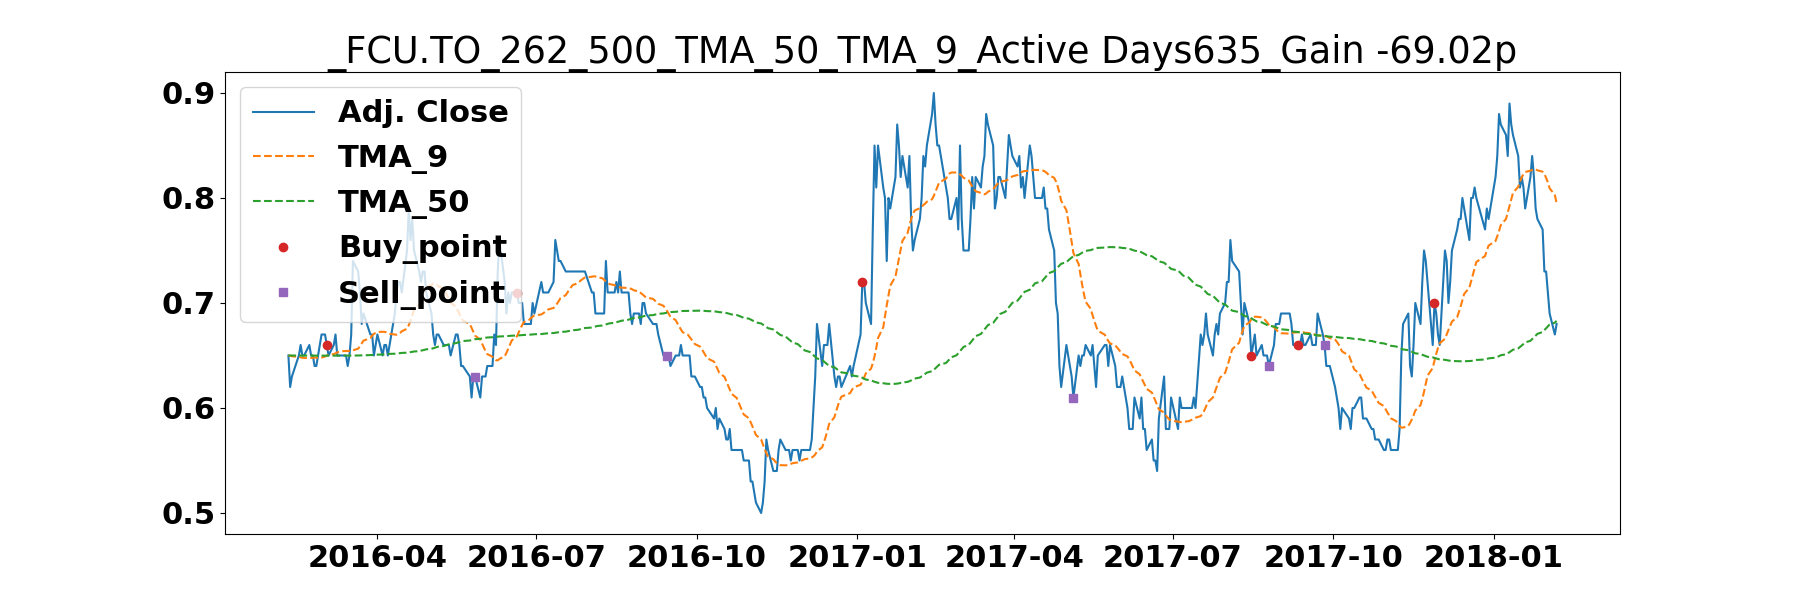 _FCU.TO_262_500_TMA_50_TMA_9_Active Days635_Gain -69.02p
0.9
0.8
0.7
0.6
0.5
Adj. Close
TMA_9
TMA_50
Buy_point
Sell_point
2016-04 2016-07 2016-10 2017-01 2017-04 2017-07 2017-10 2018-01